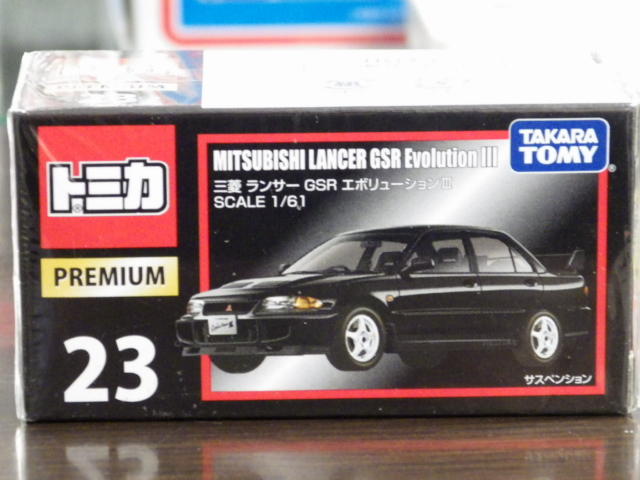 トミカ
PREMIUM
23
MITSUBISHI LANCER GSR Evolution III
三菱 ランサー GSR エボリューションIII
SCALE 1/61
TAKARA
TOMY
サスペンション